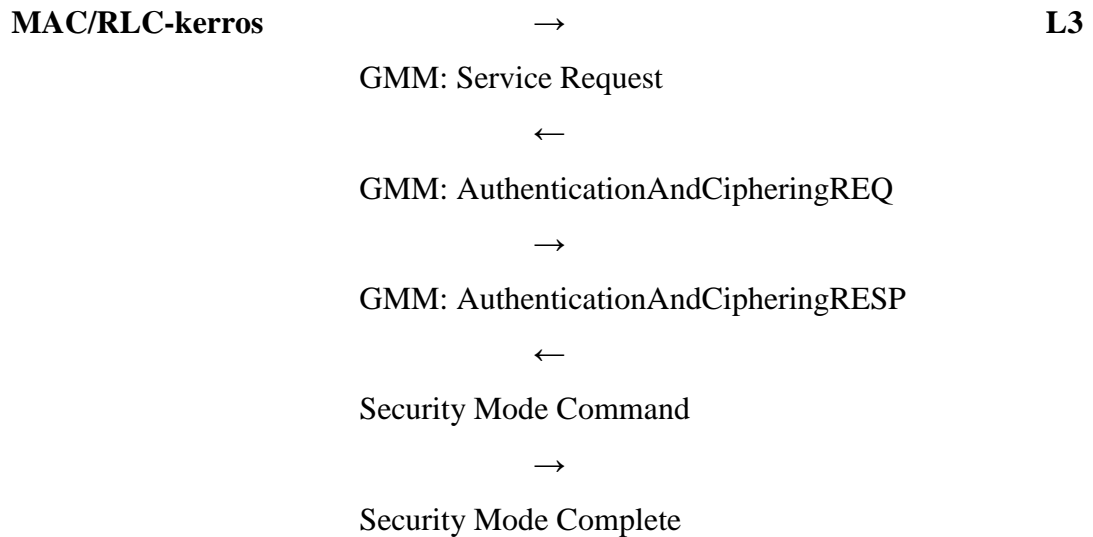 MAC/RLC-kerros → L3
GMM: Service Request
←
GMM: AuthenticationAndCipheringREQ
→
GMM: AuthenticationAndCipheringRESP
←
Security Mode Command
→
Security Mode Complete